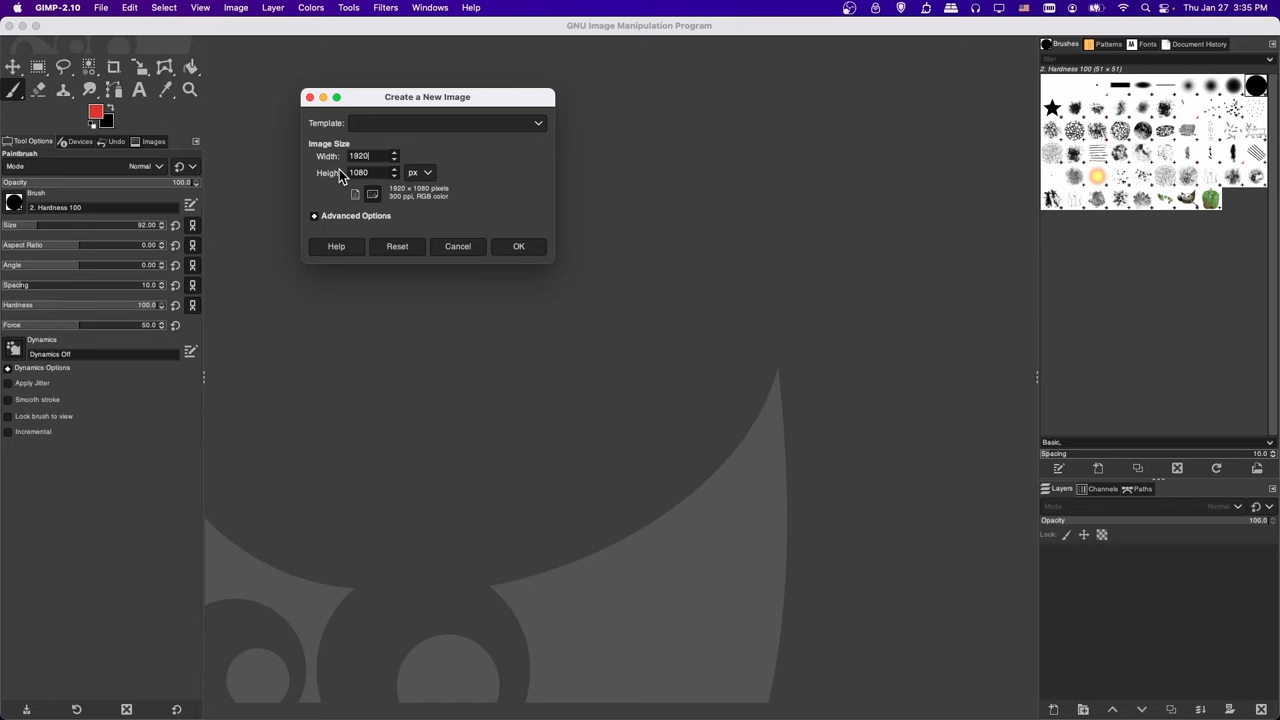 GIMP-2.10 File Edit Select View Image Layer Colors Tools Filters Windows Help Thu Jan 27 3:35 PM
GNU Image Manipulation Program
Create a New Image
Template:
Image Size
Width: 1920
Heigh 1080 px
1920 × 1080 pixels
300 ppi, RGB color
Advanced Options
Help Reset Cancel OK
Tool Options Devices Undo Images
Paintbrush
Mode Normal
Opacity 100.0
Brush
2. Hardness 100
Size 92.00
Aspect Ratio 0.00
Angle 0.00
Spacing 10.0
Hardness 100.0
Force 50.0
Dynamics
Dynamics Off
Dynamics Options
Apply Jitter
Smooth stroke
Lock brush to view
Incremental
Brushes Patterns Fonts Document History
filter
2. Hardness 100 (51 × 51)
Basic,
Spacing 10.0
Layers Channels Paths
Mode Normal
Opacity 100.0
Lock: